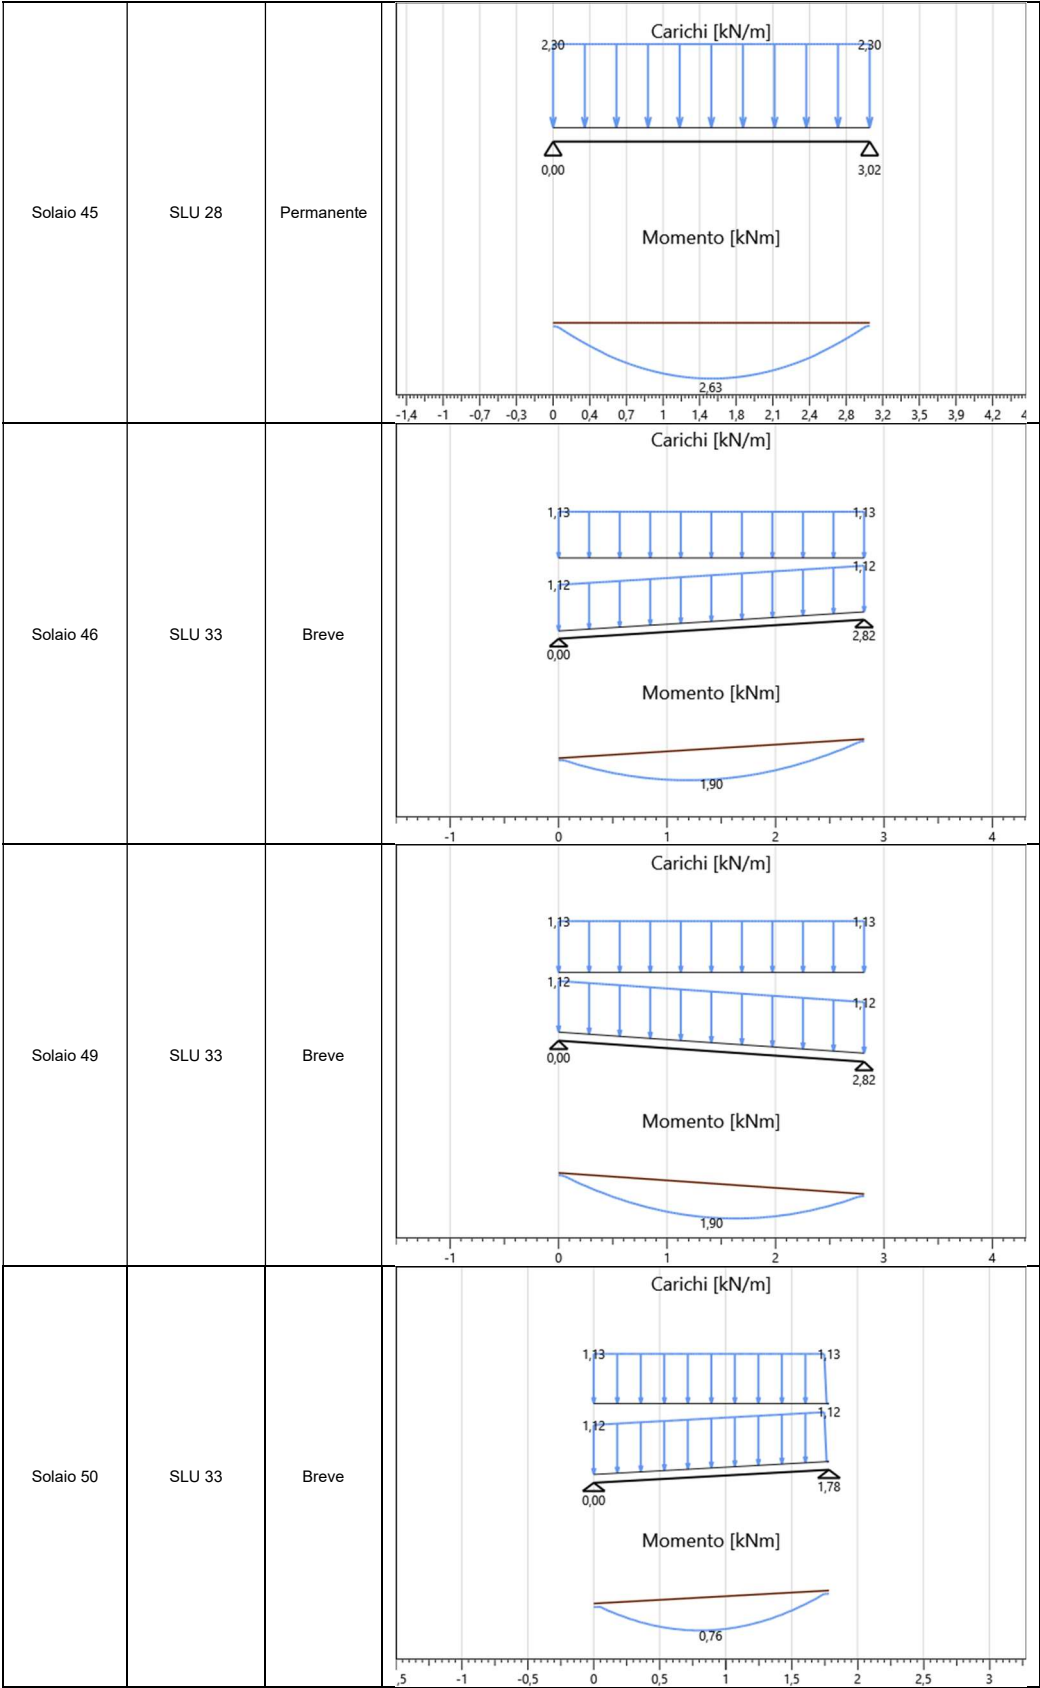 Carichi [kN/m]
2,30 2,30
0,00 3,02
Solaio 45 SLU 28 Permanente
Momento [kNm]
2,63
-1,4 -1 -0,7 -0,3 0 0,4 0,7 1 1,4 1,8 2,1 2,4 2,8 3,2 3,5 3,9 4,2 4
Carichi [kN/m]
1,13 1,13
1,12 1,12
Solaio 46 SLU 33 Breve
0,00 2,82
Momento [kNm]
1,90
-1 0 1 2 3 4
Carichi [kN/m]
1,13 1,13
1,12 1,12
Solaio 49 SLU 33 Breve
0,00 2,82
Momento [kNm]
1,90
-1 0 1 2 3 4
Carichi [kN/m]
1,13 1,13
1,12 1,12
Solaio 50 SLU 33 Breve
0,00 1,78
Momento [kNm]
0,76
,5 -1 -0,5 0 0,5 1 1,5 2 2,5 3